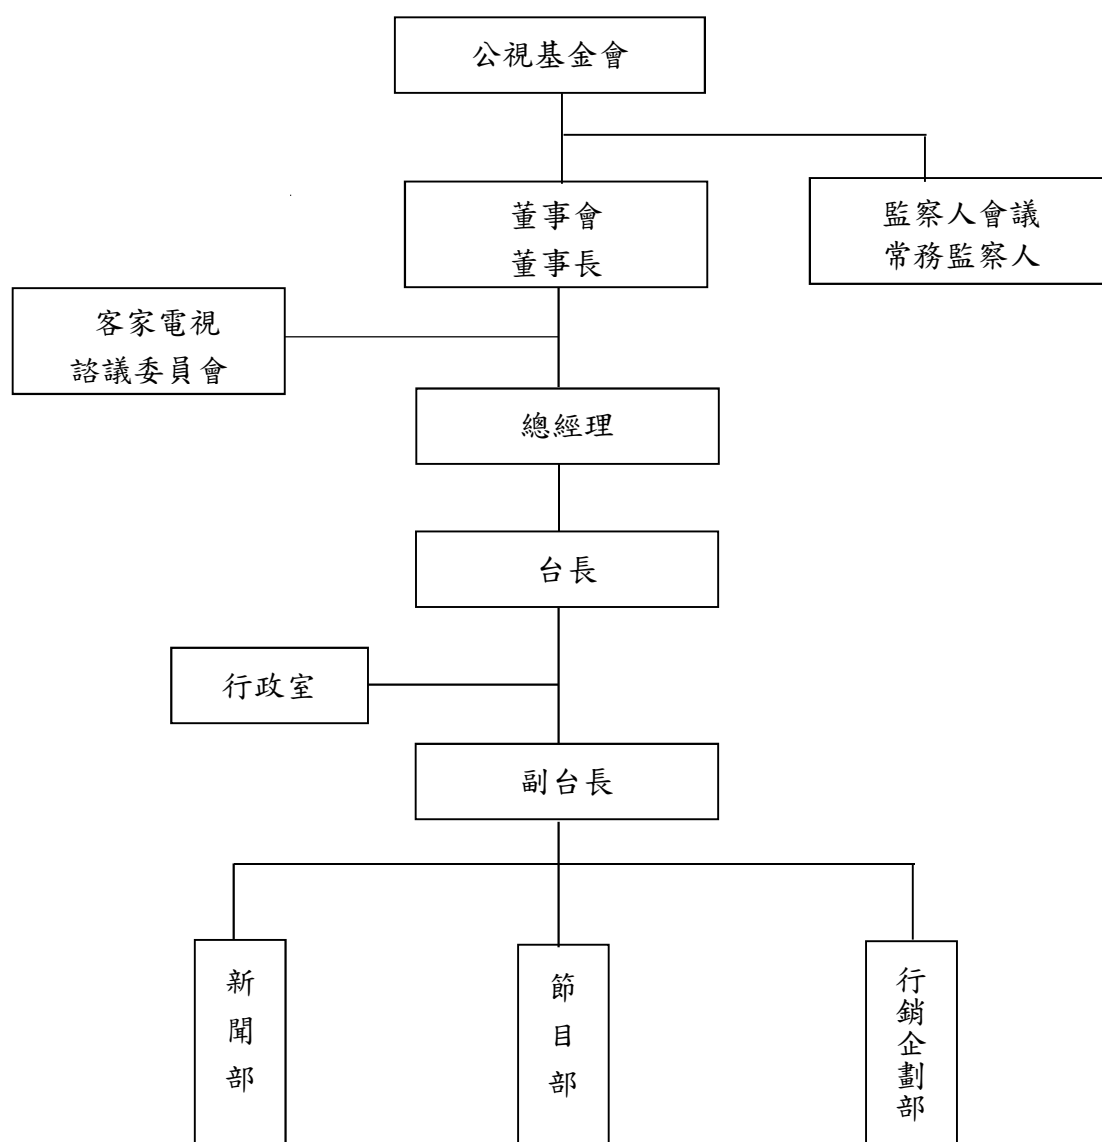 公視基金會
董事會
董事長
監察人會議
常務監察人
客家電視
諮議委員會
總經理
台長
行政室
副台長
新聞部
節目部
行銷企劃部